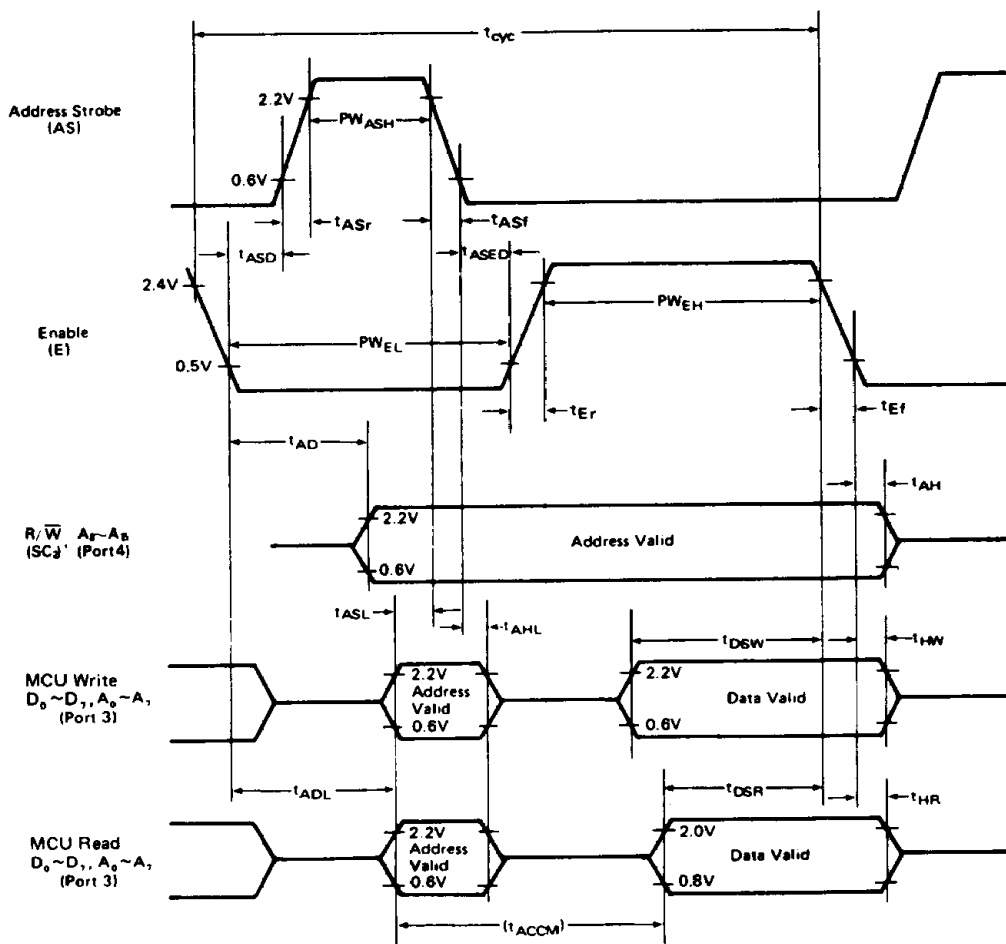 tcyc
Address Strobe
(AS)
2.2V
PW_ASH
0.6V
tASr
tASf
tASD
tASED
2.4V
PW_EH
Enable
(E)
PW_EL
0.5V
tEr
tEf
tAD
tAH
R/W̅ A₈~A₁₅
(SC₂)' (Port4)
2.2V
Address Valid
0.6V
tASL
tAHL
tDSW
tHW
MCU Write
D₀~D₇, A₀~A₇
(Port 3)
2.2V
Address
Valid
0.6V
2.2V
Data Valid
0.6V
tADL
tDSR
tHR
MCU Read
D₀~D₇, A₀~A₇
(Port 3)
2.2V
Address
Valid
0.6V
2.0V
Data Valid
0.8V
(tACCM)